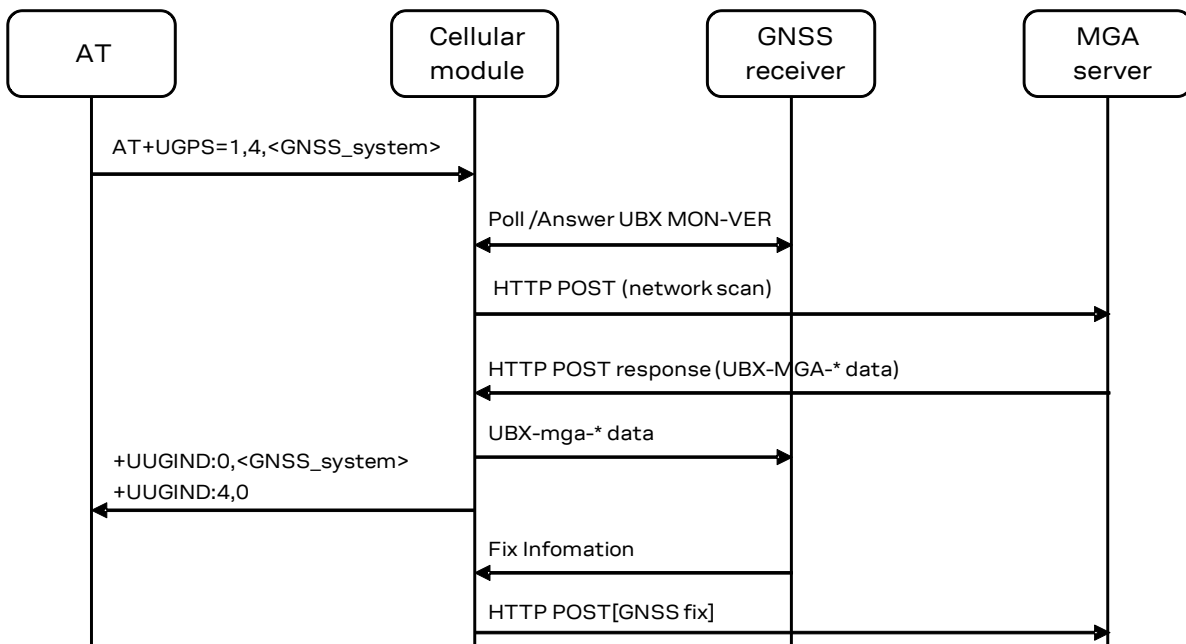 AT
Cellular
module
GNSS
receiver
MGA
server
AT+UGPS=1,4,<GNSS_system>
Poll /Answer UBX MON-VER
HTTP POST (network scan)
HTTP POST response (UBX-MGA-* data)
UBX-mga-* data
+UUGIND:0,<GNSS_system>
+UUGIND:4,0
Fix Infomation
HTTP POST[GNSS fix]